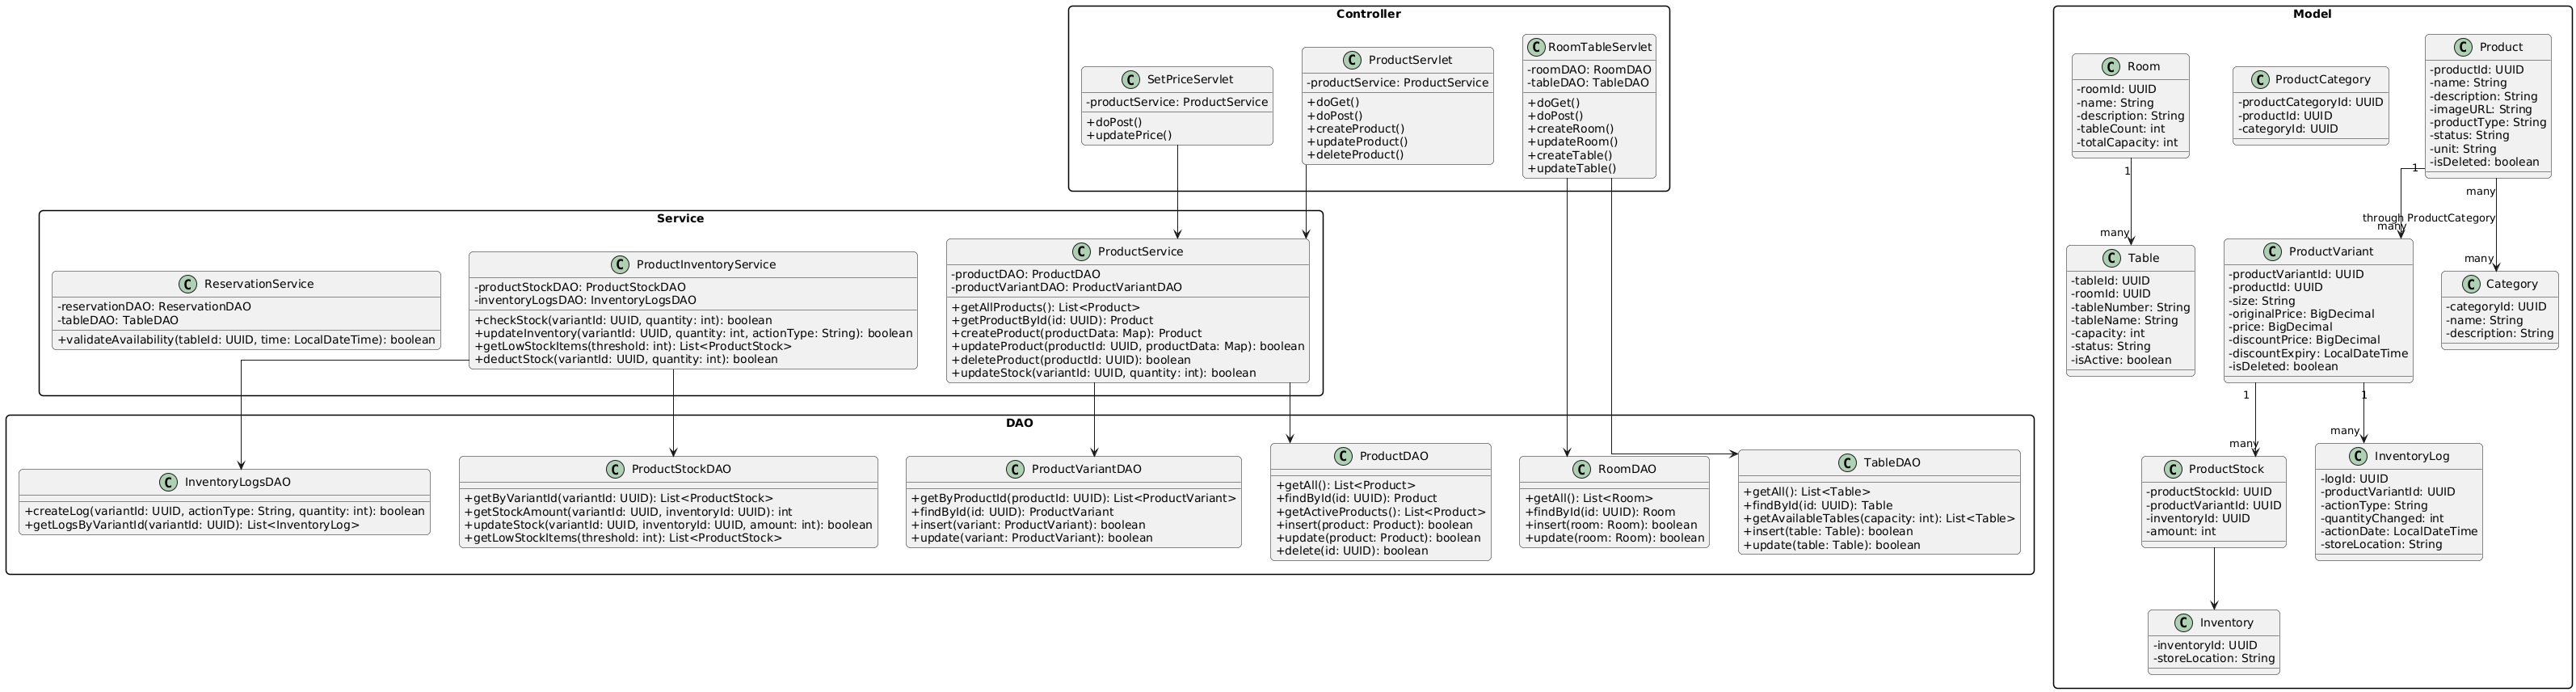 Controller
C SetPriceServlet
-productService: ProductService
+doPost()
+updatePrice()
C ProductServlet
-productService: ProductService
+doGet()
+doPost()
+createProduct()
+updateProduct()
+deleteProduct()
C RoomTableServlet
-roomDAO: RoomDAO
-tableDAO: TableDAO
+doGet()
+doPost()
+createRoom()
+updateRoom()
+createTable()
+updateTable()
Service
C ReservationService
-reservationDAO: ReservationDAO
-tableDAO: TableDAO
+validateAvailability(tableId: UUID, time: LocalDateTime): boolean
C ProductInventoryService
-productStockDAO: ProductStockDAO
-inventoryLogsDAO: InventoryLogsDAO
+checkStock(variantId: UUID, quantity: int): boolean
+updateInventory(variantId: UUID, quantity: int, actionType: String): boolean
+getLowStockItems(threshold: int): List<ProductStock>
+deductStock(variantId: UUID, quantity: int): boolean
C ProductService
-productDAO: ProductDAO
-productVariantDAO: ProductVariantDAO
+getAllProducts(): List<Product>
+getProductById(id: UUID): Product
+createProduct(productData: Map): Product
+updateProduct(productId: UUID, productData: Map): boolean
+deleteProduct(productId: UUID): boolean
+updateStock(variantId: UUID, quantity: int): boolean
DAO
C InventoryLogsDAO
+createLog(variantId: UUID, actionType: String, quantity: int): boolean
+getLogsByVariantId(variantId: UUID): List<InventoryLog>
C ProductStockDAO
+getByVariantId(variantId: UUID): List<ProductStock>
+getStockAmount(variantId: UUID, inventoryId: UUID): int
+updateStock(variantId: UUID, inventoryId: UUID, amount: int): boolean
+getLowStockItems(threshold: int): List<ProductStock>
C ProductVariantDAO
+getByProductId(productId: UUID): List<ProductVariant>
+findById(id: UUID): ProductVariant
+insert(variant: ProductVariant): boolean
+update(variant: ProductVariant): boolean
C ProductDAO
+getAll(): List<Product>
+findById(id: UUID): Product
+getActiveProducts(): List<Product>
+insert(product: Product): boolean
+update(product: Product): boolean
+delete(id: UUID): boolean
C RoomDAO
+getAll(): List<Room>
+findById(id: UUID): Room
+insert(room: Room): boolean
+update(room: Room): boolean
C TableDAO
+getAll(): List<Table>
+findById(id: UUID): Table
+getAvailableTables(capacity: int): List<Table>
+insert(table: Table): boolean
+update(table: Table): boolean
Model
C Room
-roomId: UUID
-name: String
-description: String
-tableCount: int
-totalCapacity: int
C ProductCategory
-productCategoryId: UUID
-productId: UUID
-categoryId: UUID
C Product
-productId: UUID
-name: String
-description: String
-imageURL: String
-productType: String
-status: String
-unit: String
-isDeleted: boolean
1
1
many
through ProductCategory
many
many
many
C Table
-tableId: UUID
-roomId: UUID
-tableNumber: String
-tableName: String
-capacity: int
-status: String
-isActive: boolean
C ProductVariant
-productVariantId: UUID
-productId: UUID
-size: String
-originalPrice: BigDecimal
-price: BigDecimal
-discountPrice: BigDecimal
-discountExpiry: LocalDateTime
-isDeleted: boolean
C Category
-categoryId: UUID
-name: String
-description: String
1
1
many
many
C ProductStock
-productStockId: UUID
-productVariantId: UUID
-inventoryId: UUID
-amount: int
C InventoryLog
-logId: UUID
-productVariantId: UUID
-actionType: String
-quantityChanged: int
-actionDate: LocalDateTime
-storeLocation: String
C Inventory
-inventoryId: UUID
-storeLocation: String